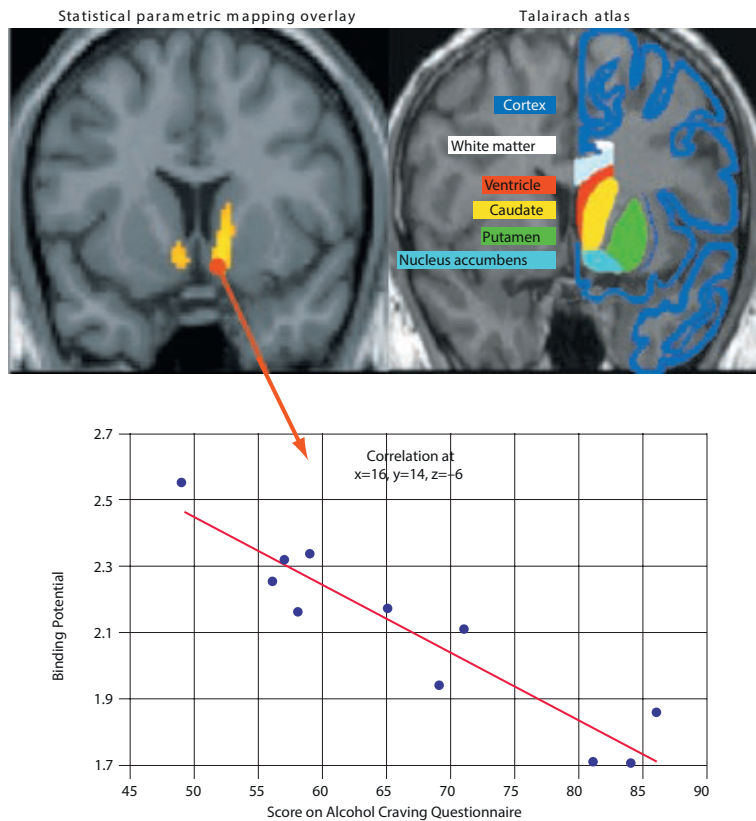 Statistical parametric mapping overlay
Talairach atlas
Cortex
White matter
Ventricle
Caudate
Putamen
Nucleus accumbens
Correlation at
x=16, y=14, z=–6
2.7
2.5
2.3
2.1
1.9
1.7
Binding Potential
45 50 55 60 65 70 75 80 85 90
Score on Alcohol Craving Questionnaire